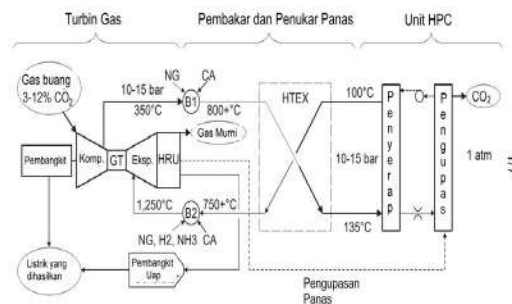 Turbin Gas
Pembakar dan Penukar Panas
Unit HPC
Gas buang
3-12% CO₂
10-15 bar
350°C
NG
CA
B1
800+°C
HTEX
100°C
Penyerap
Pengupas
CO₂
Gas Murni
Pembangkit
Komp.
GT
Eksp.
HRU
10-15 bar
1 atm
1,250°C
B2
750+°C
135°C
NG, H2, NH3
CA
Listrik yang
dihasilkan
Pembangkit
Uap
Pengupasan
Panas